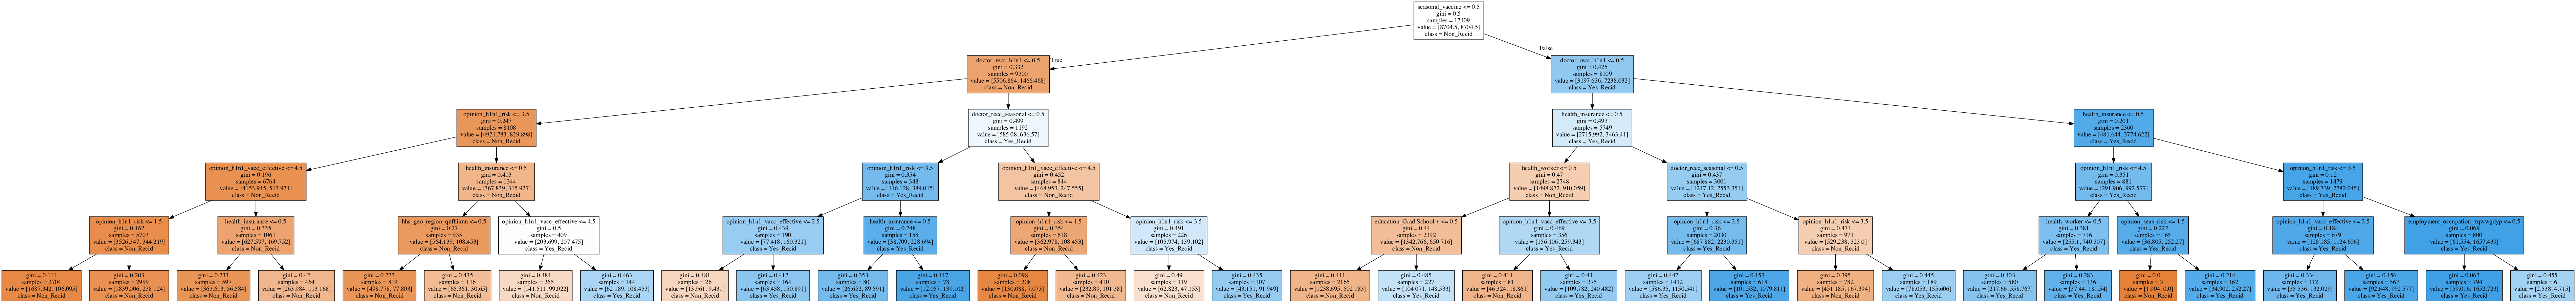 seasonal_vaccine <= 0.5
gini = 0.5
samples = 17409
value = [8704.5, 8704.5]
class = Non_Recid
True
False
doctor_recc_h1n1 <= 0.5
gini = 0.332
samples = 9300
value = [5506.864, 1466.468]
class = Non_Recid
doctor_recc_h1n1 <= 0.5
gini = 0.425
samples = 8109
value = [3197.636, 7238.032]
class = Yes_Recid
opinion_h1n1_risk <= 3.5
gini = 0.247
samples = 8108
value = [4921.783, 829.898]
class = Non_Recid
doctor_recc_seasonal <= 0.5
gini = 0.499
samples = 1192
value = [585.08, 636.57]
class = Yes_Recid
health_insurance <= 0.5
gini = 0.493
samples = 5749
value = [2715.992, 3463.41]
class = Yes_Recid
health_insurance <= 0.5
gini = 0.201
samples = 2360
value = [481.644, 3774.622]
class = Yes_Recid
opinion_h1n1_vacc_effective <= 4.5
gini = 0.196
samples = 6764
value = [4153.945, 513.971]
class = Non_Recid
health_insurance <= 0.5
gini = 0.413
samples = 1344
value = [767.839, 315.927]
class = Non_Recid
opinion_h1n1_risk <= 3.5
gini = 0.354
samples = 348
value = [116.128, 389.015]
class = Yes_Recid
opinion_h1n1_vacc_effective <= 4.5
gini = 0.452
samples = 844
value = [468.953, 247.555]
class = Non_Recid
health_worker <= 0.5
gini = 0.47
samples = 2748
value = [1498.872, 910.059]
class = Non_Recid
doctor_recc_seasonal <= 0.5
gini = 0.437
samples = 3001
value = [1217.12, 2553.351]
class = Yes_Recid
opinion_h1n1_risk <= 4.5
gini = 0.351
samples = 881
value = [291.906, 992.577]
class = Yes_Recid
opinion_h1n1_risk <= 3.5
gini = 0.12
samples = 1479
value = [189.739, 2782.045]
class = Yes_Recid
opinion_h1n1_risk <= 1.5
gini = 0.162
samples = 5703
value = [3526.347, 344.219]
class = Non_Recid
health_insurance <= 0.5
gini = 0.335
samples = 1061
value = [627.597, 169.752]
class = Non_Recid
hhs_geo_region_qufhixun <= 0.5
gini = 0.27
samples = 935
value = [564.139, 108.453]
class = Non_Recid
opinion_h1n1_vacc_effective <= 4.5
gini = 0.5
samples = 409
value = [203.699, 207.475]
class = Yes_Recid
opinion_h1n1_vacc_effective <= 2.5
gini = 0.439
samples = 190
value = [77.418, 160.321]
class = Yes_Recid
health_insurance <= 0.5
gini = 0.248
samples = 158
value = [38.709, 228.694]
class = Yes_Recid
opinion_h1n1_risk <= 1.5
gini = 0.354
samples = 618
value = [362.978, 108.453]
class = Non_Recid
opinion_h1n1_risk <= 3.5
gini = 0.491
samples = 226
value = [105.974, 139.102]
class = Yes_Recid
education_Grad School + <= 0.5
gini = 0.44
samples = 2392
value = [1342.766, 650.716]
class = Non_Recid
opinion_h1n1_vacc_effective <= 3.5
gini = 0.469
samples = 356
value = [156.106, 259.343]
class = Yes_Recid
opinion_h1n1_risk <= 3.5
gini = 0.36
samples = 2030
value = [687.882, 2230.351]
class = Yes_Recid
opinion_h1n1_risk <= 3.5
gini = 0.471
samples = 971
value = [529.238, 323.0]
class = Non_Recid
health_worker <= 0.5
gini = 0.381
samples = 716
value = [255.1, 740.307]
class = Yes_Recid
opinion_seas_risk <= 1.5
gini = 0.222
samples = 165
value = [36.805, 252.27]
class = Yes_Recid
opinion_h1n1_vacc_effective <= 3.5
gini = 0.184
samples = 679
value = [128.185, 1124.606]
class = Yes_Recid
employment_occupation_xqwwgdyp <= 0.5
gini = 0.069
samples = 800
value = [61.554, 1657.439]
class = Yes_Recid
gini = 0.111
samples = 2704
value = [1687.342, 106.095]
class = Non_Recid
gini = 0.203
samples = 2999
value = [1839.006, 238.124]
class = Non_Recid
gini = 0.233
samples = 597
value = [363.613, 56.584]
class = Non_Recid
gini = 0.42
samples = 464
value = [263.984, 113.168]
class = Non_Recid
gini = 0.233
samples = 819
value = [498.778, 77.803]
class = Non_Recid
gini = 0.435
samples = 116
value = [65.361, 30.65]
class = Non_Recid
gini = 0.484
samples = 265
value = [141.511, 99.022]
class = Non_Recid
gini = 0.463
samples = 144
value = [62.189, 108.453]
class = Yes_Recid
gini = 0.481
samples = 26
value = [13.961, 9.431]
class = Non_Recid
gini = 0.417
samples = 164
value = [63.458, 150.891]
class = Yes_Recid
gini = 0.353
samples = 80
value = [26.652, 89.591]
class = Yes_Recid
gini = 0.147
samples = 78
value = [12.057, 139.102]
class = Yes_Recid
gini = 0.098
samples = 208
value = [130.088, 7.073]
class = Non_Recid
gini = 0.423
samples = 410
value = [232.89, 101.38]
class = Non_Recid
gini = 0.49
samples = 119
value = [62.823, 47.153]
class = Non_Recid
gini = 0.435
samples = 107
value = [43.151, 91.949]
class = Yes_Recid
gini = 0.411
samples = 2165
value = [1238.695, 502.183]
class = Non_Recid
gini = 0.485
samples = 227
value = [104.071, 148.533]
class = Yes_Recid
gini = 0.411
samples = 81
value = [46.324, 18.861]
class = Non_Recid
gini = 0.43
samples = 275
value = [109.782, 240.482]
class = Yes_Recid
gini = 0.447
samples = 1412
value = [586.35, 1150.541]
class = Yes_Recid
gini = 0.157
samples = 618
value = [101.532, 1079.811]
class = Yes_Recid
gini = 0.395
samples = 782
value = [451.185, 167.394]
class = Non_Recid
gini = 0.445
samples = 189
value = [78.053, 155.606]
class = Yes_Recid
gini = 0.403
samples = 580
value = [217.66, 558.767]
class = Yes_Recid
gini = 0.283
samples = 136
value = [37.44, 181.54]
class = Yes_Recid
gini = 0.0
samples = 3
value = [1.904, 0.0]
class = Non_Recid
gini = 0.214
samples = 162
value = [34.902, 252.27]
class = Yes_Recid
gini = 0.334
samples = 112
value = [35.536, 132.029]
class = Yes_Recid
gini = 0.156
samples = 567
value = [92.648, 992.577]
class = Yes_Recid
gini = 0.067
samples = 794
value = [59.016, 1652.723]
class = Yes_Recid
gini = 0.455
samples = 6
value = [2.538, 4.715]
class = Yes_Recid